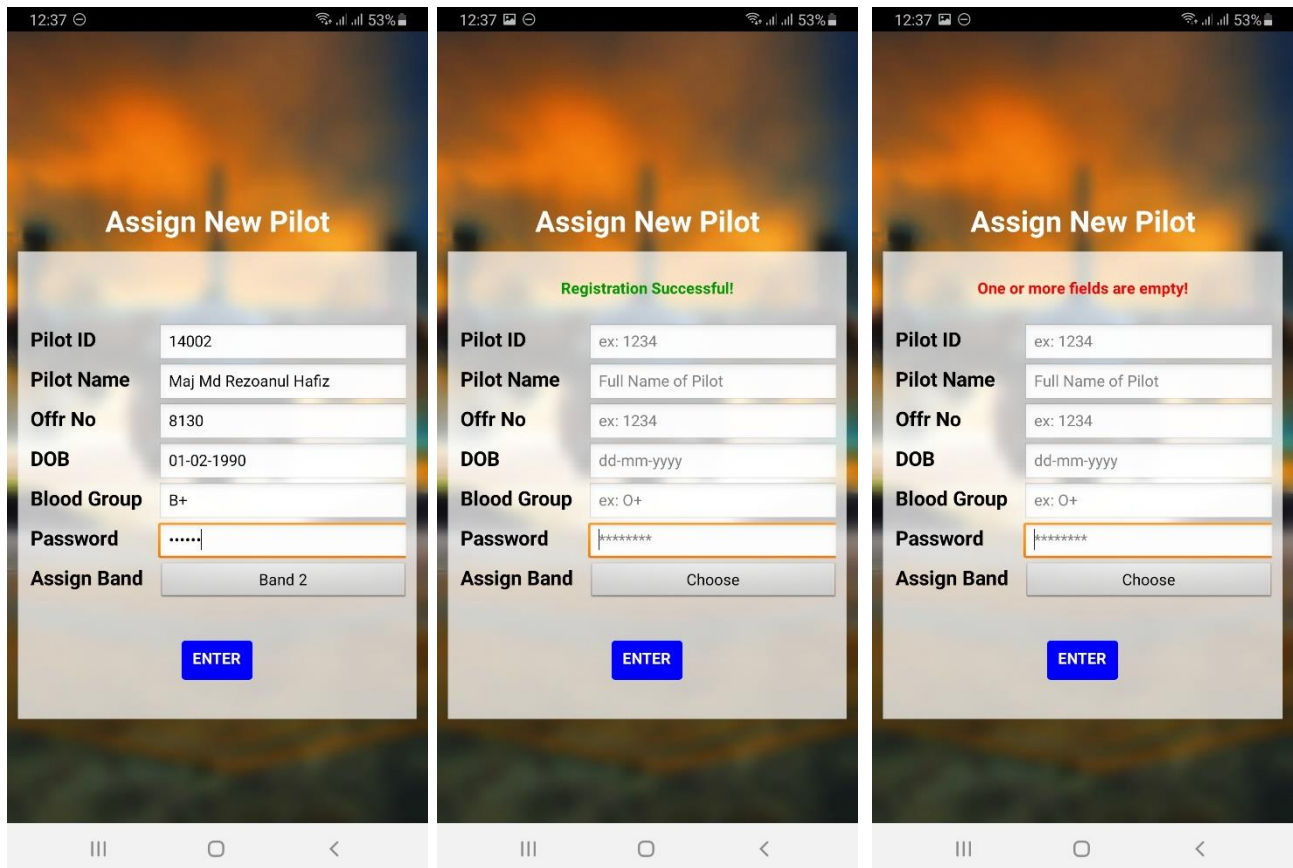 12:37 53%
Assign New Pilot
Pilot ID 14002
Pilot Name Maj Md Rezoanul Hafiz
Offr No 8130
DOB 01-02-1990
Blood Group B+
Password ••••••
Assign Band Band 2
ENTER
12:37 53%
Assign New Pilot
Registration Successful!
Pilot ID ex: 1234
Pilot Name Full Name of Pilot
Offr No ex: 1234
DOB dd-mm-yyyy
Blood Group ex: O+
Password ********
Assign Band Choose
ENTER
12:37 53%
Assign New Pilot
One or more fields are empty!
Pilot ID ex: 1234
Pilot Name Full Name of Pilot
Offr No ex: 1234
DOB dd-mm-yyyy
Blood Group ex: O+
Password ********
Assign Band Choose
ENTER